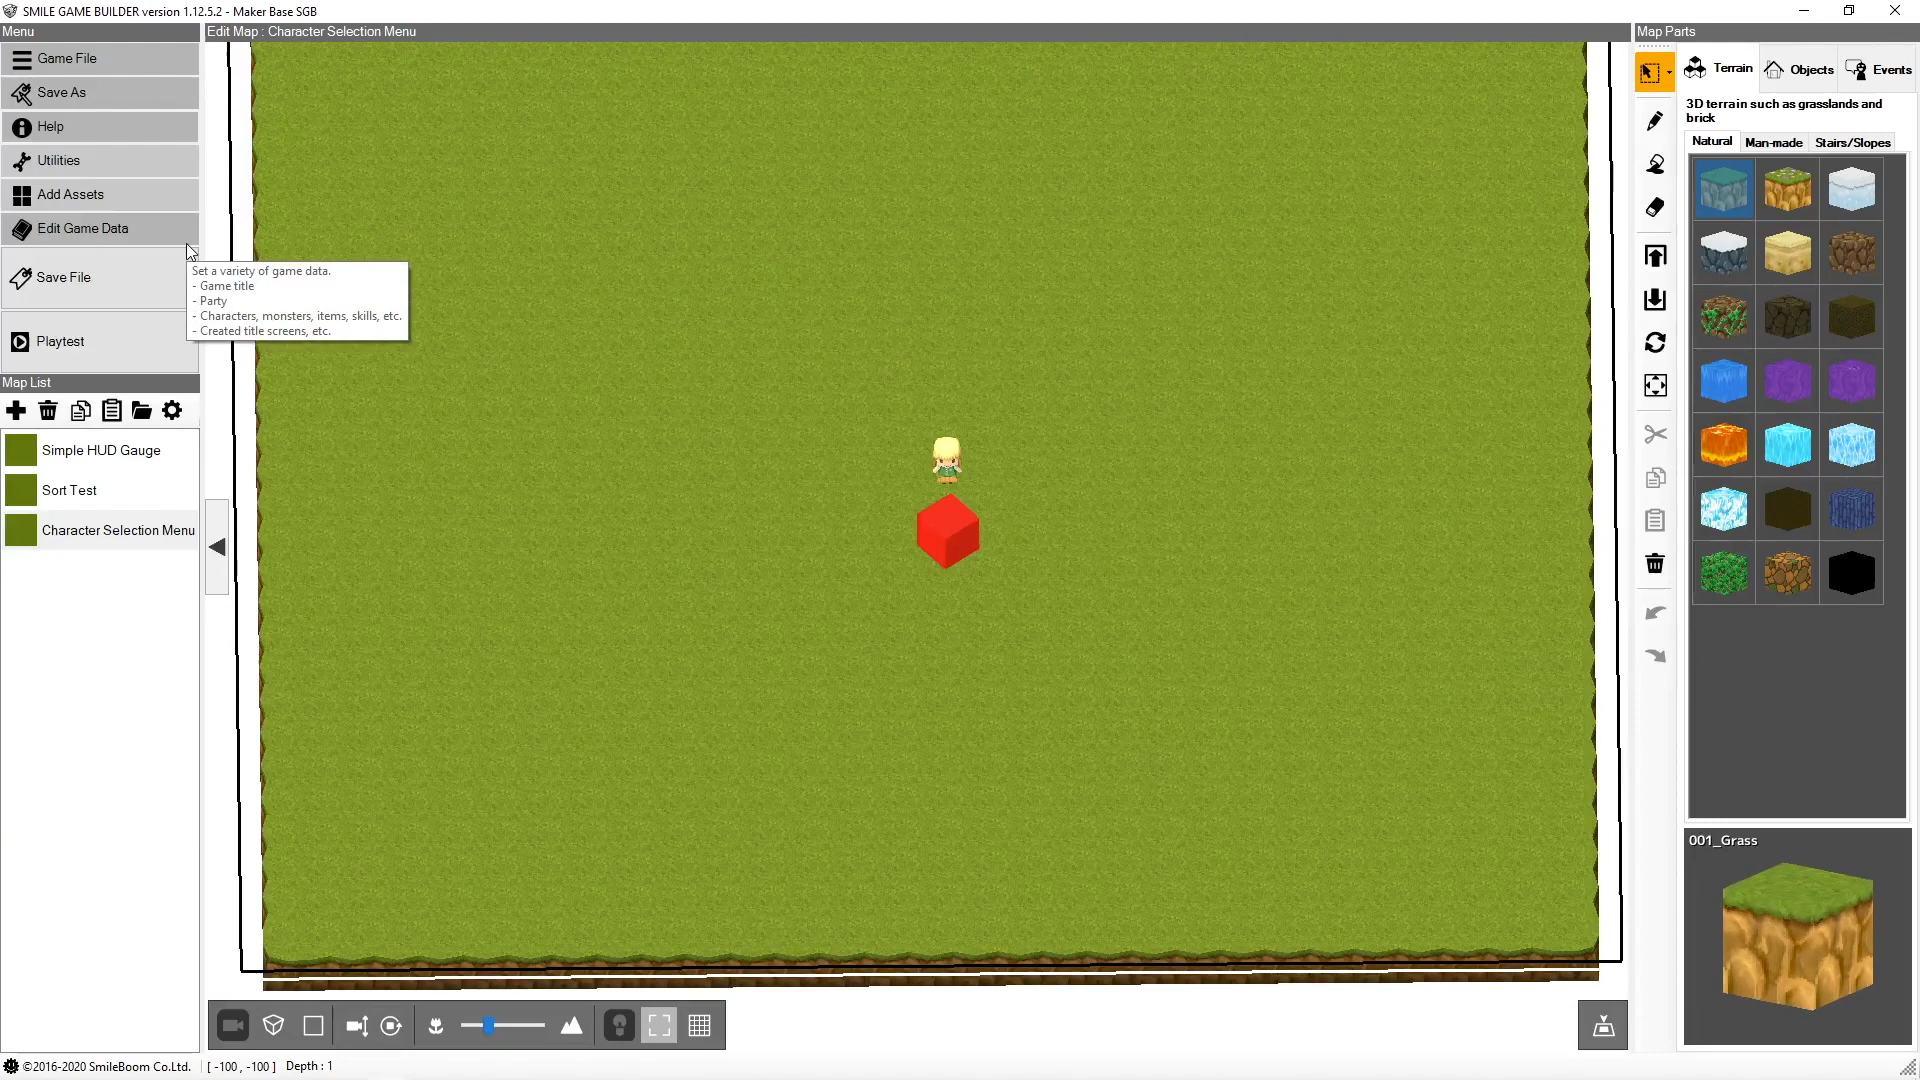 SMILE GAME BUILDER version 1.12.5.2 - Maker Base SGB
Menu
Edit Map : Character Selection Menu
Map Parts
Game File
Save As
Help
Utilities
Add Assets
Edit Game Data
Save File
Playtest
Set a variety of game data.
- Game title
- Party
- Characters, monsters, items, skills, etc.
- Created title screens, etc.
Map List
Simple HUD Gauge
Sort Test
Character Selection Menu
Terrain
Objects
Events
3D terrain such as grasslands and
brick
Natural
Man-made
Stairs/Slopes
001_Grass
©2016-2020 SmileBoom Co.Ltd.
[ -100 , -100 ]
Depth : 1